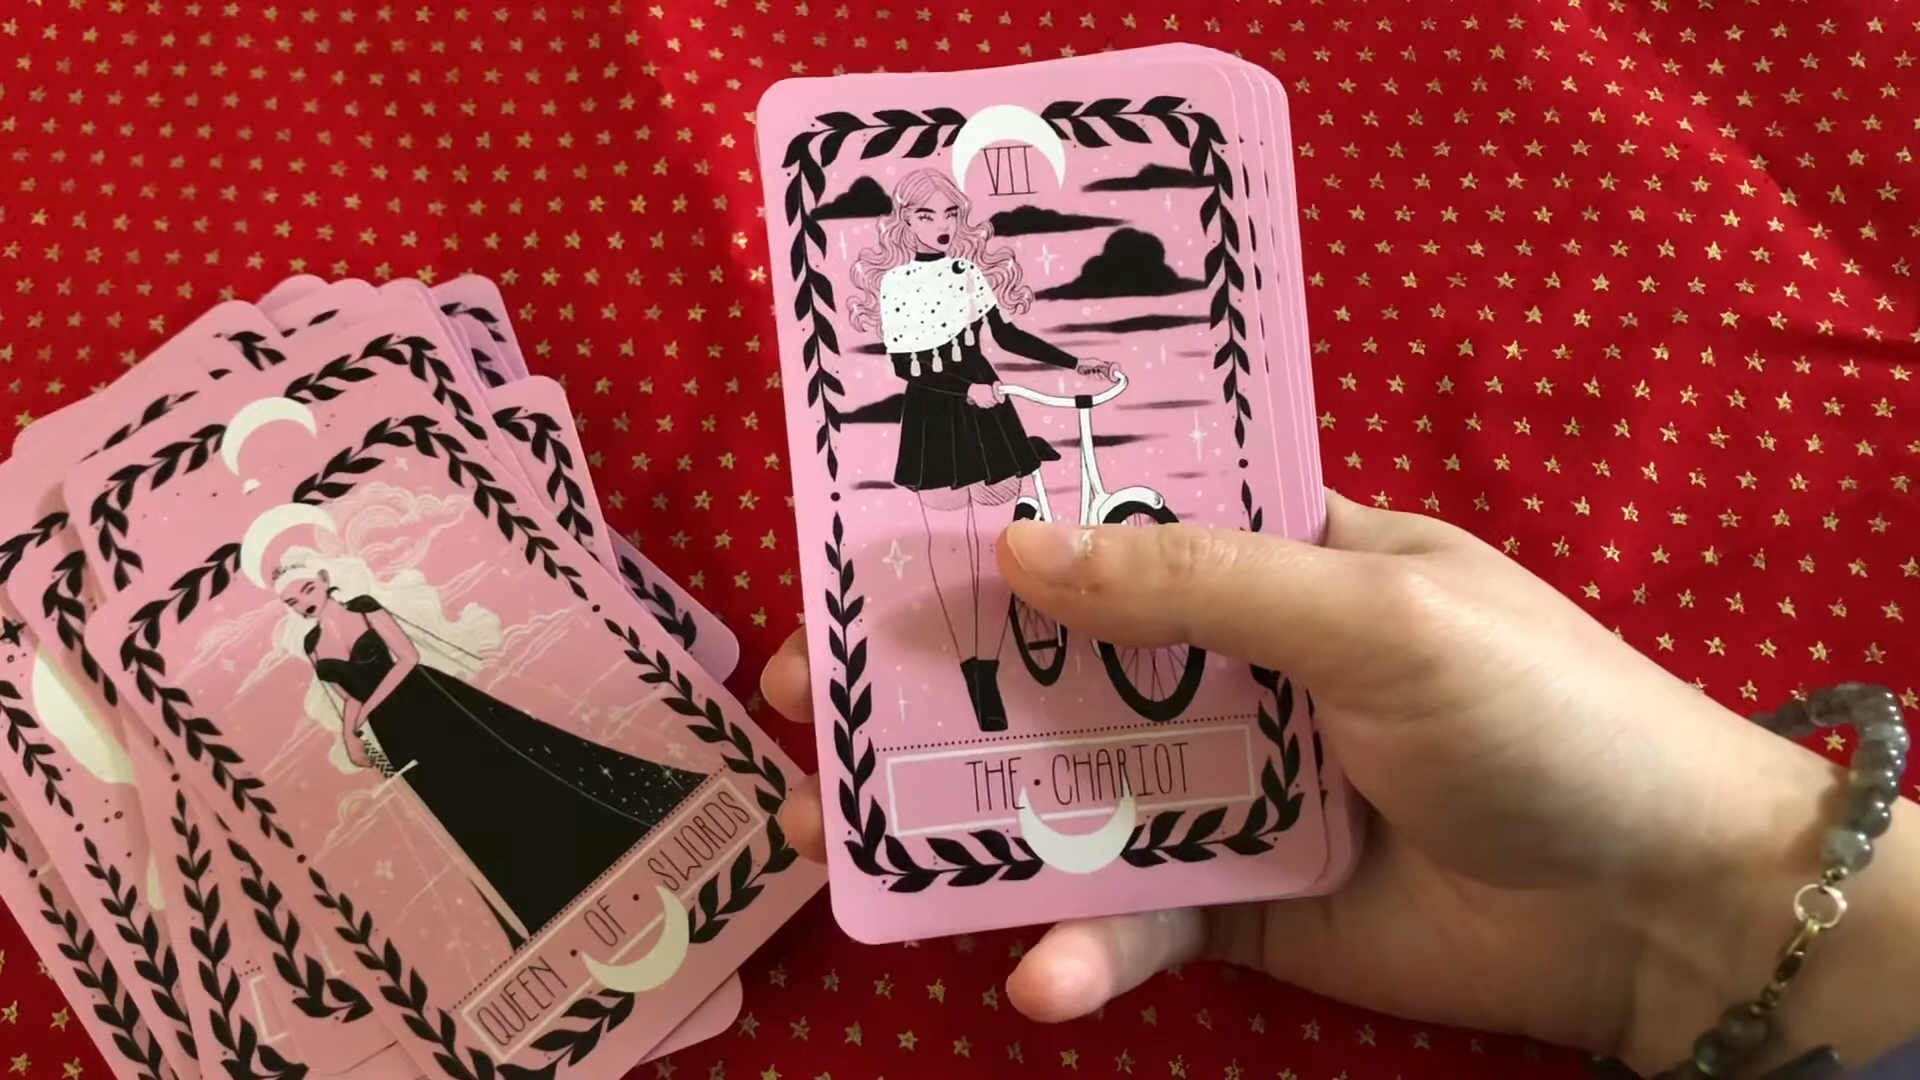 VII
THE • CHARIOT
QUEEN • OF • SWORDS